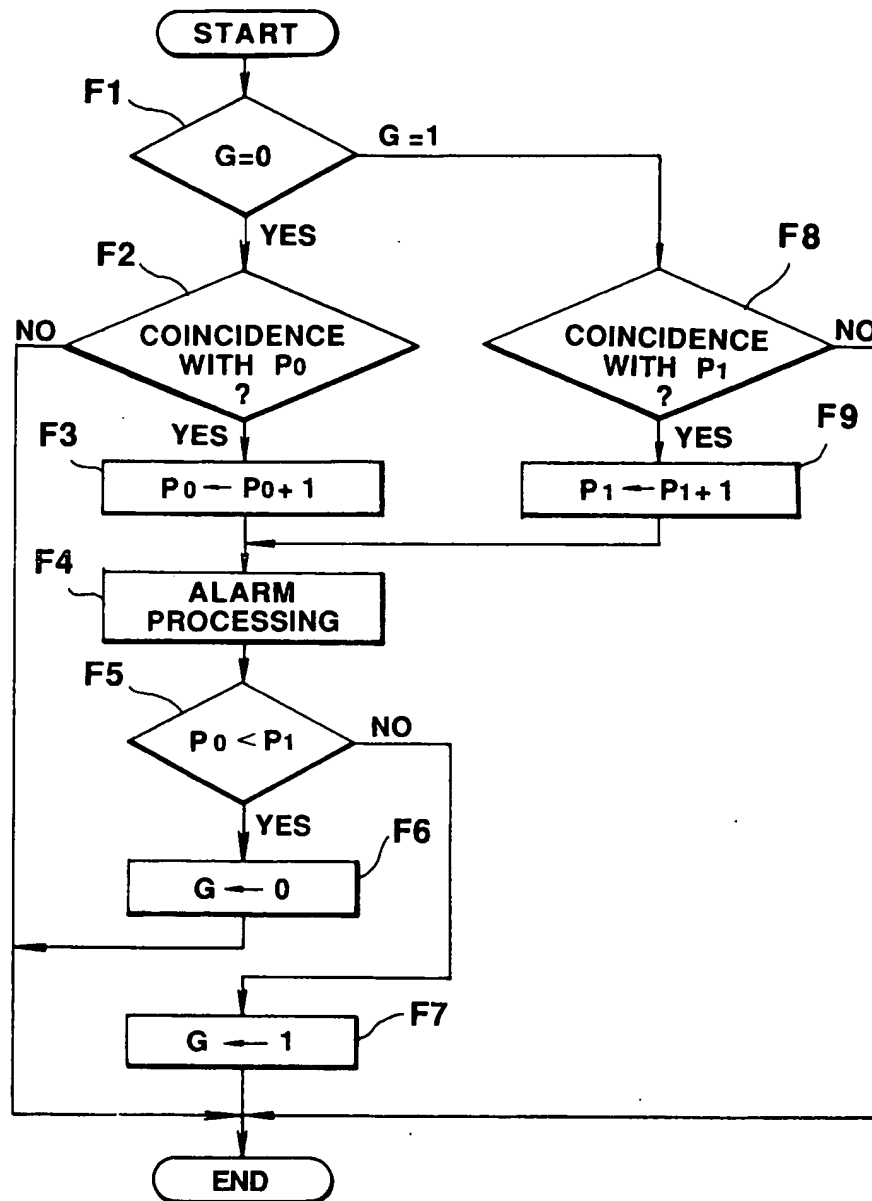 START
F1
G=0
G=1
YES
F2
F8
NO
COINCIDENCE
WITH P0
?
COINCIDENCE
WITH P1
?
NO
F3
YES
YES
F9
P0 ← P0 + 1
P1 ← P1 + 1
F4
ALARM
PROCESSING
F5
P0 < P1
NO
YES
F6
G ← 0
F7
G ← 1
END